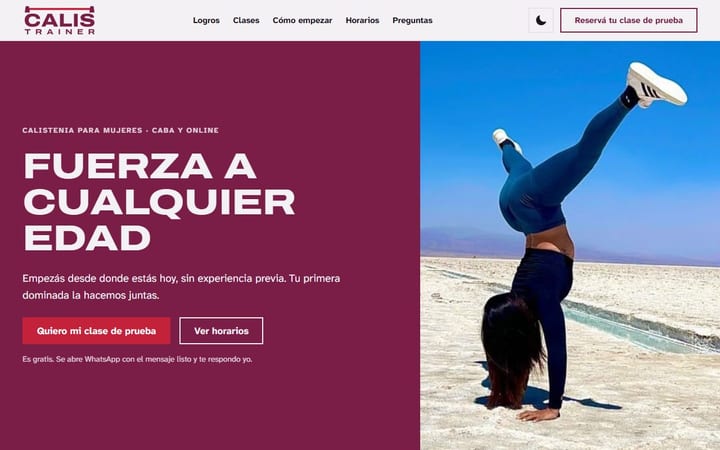 CALIS
TRAINER
Logros
Clases
Cómo empezar
Horarios
Preguntas
Reservá tu clase de prueba
CALISTENIA PARA MUJERES · CABA Y ONLINE
FUERZA A
CUALQUIER
EDAD
Empezás desde donde estás hoy, sin experiencia previa. Tu primera
dominada la hacemos juntas.
Quiero mi clase de prueba
Ver horarios
Es gratis. Se abre WhatsApp con el mensaje listo y te respondo yo.